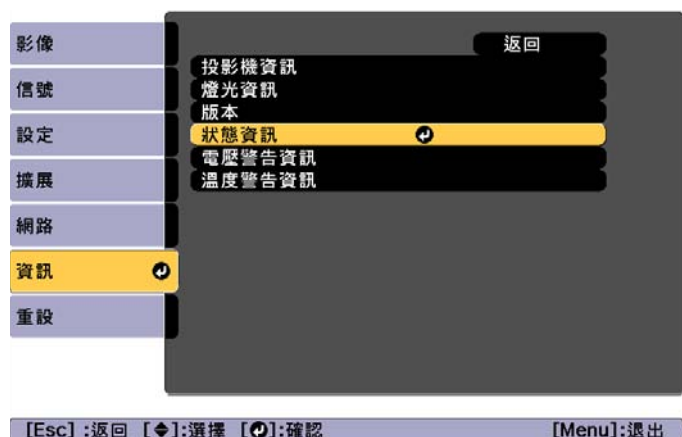 影像
信號
設定
擴展
網路
資訊
重設
返回
投影機資訊
燈光資訊
版本
狀態資訊
電壓警告資訊
溫度警告資訊
[Esc] :返回 [◆]:選擇 [⏎]:確認 [Menu]:退出